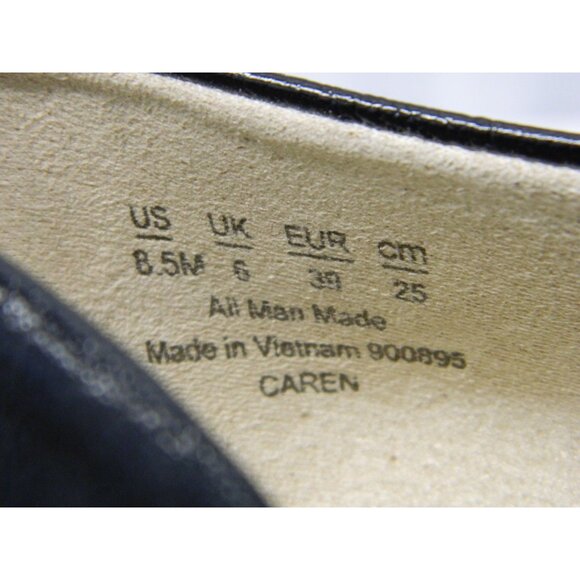 US UK EUR cm
8.5M 6 39 25
All Man Made
Made in Vietnam 900895
CAREN